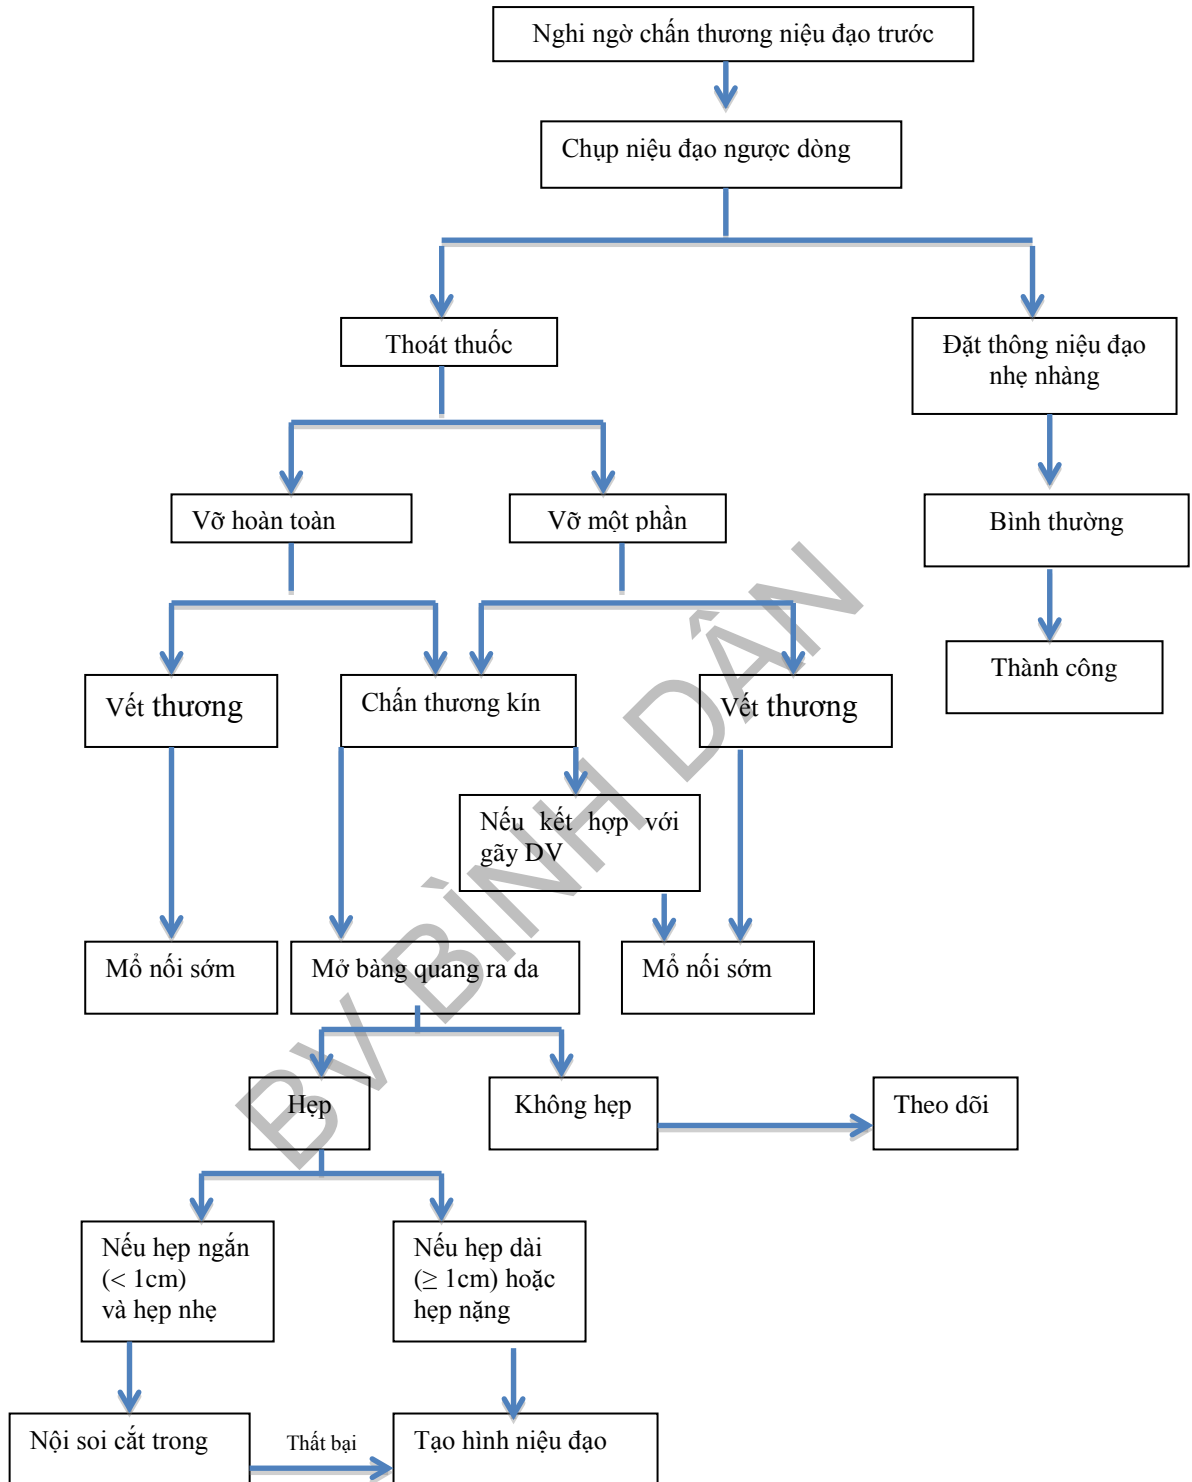 Nghi ngờ chấn thương niệu đạo trước
Chụp niệu đạo ngược dòng
Thoát thuốc
Đặt thông niệu đạo
nhẹ nhàng
Vỡ hoàn toàn
Vỡ một phần
Bình thường
Thành công
Vết thương
Chấn thương kín
Vết thương
Nếu kết hợp với
gãy DV
Mổ nối sớm
Mở bàng quang ra da
Mổ nối sớm
Hẹp
Không hẹp
Theo dõi
Nếu hẹp ngắn
(< 1cm)
và hẹp nhẹ
Nếu hẹp dài
(≥ 1cm) hoặc
hẹp nặng
Nội soi cắt trong
Thất bại
Tạo hình niệu đạo
BV BÌNH DÂN